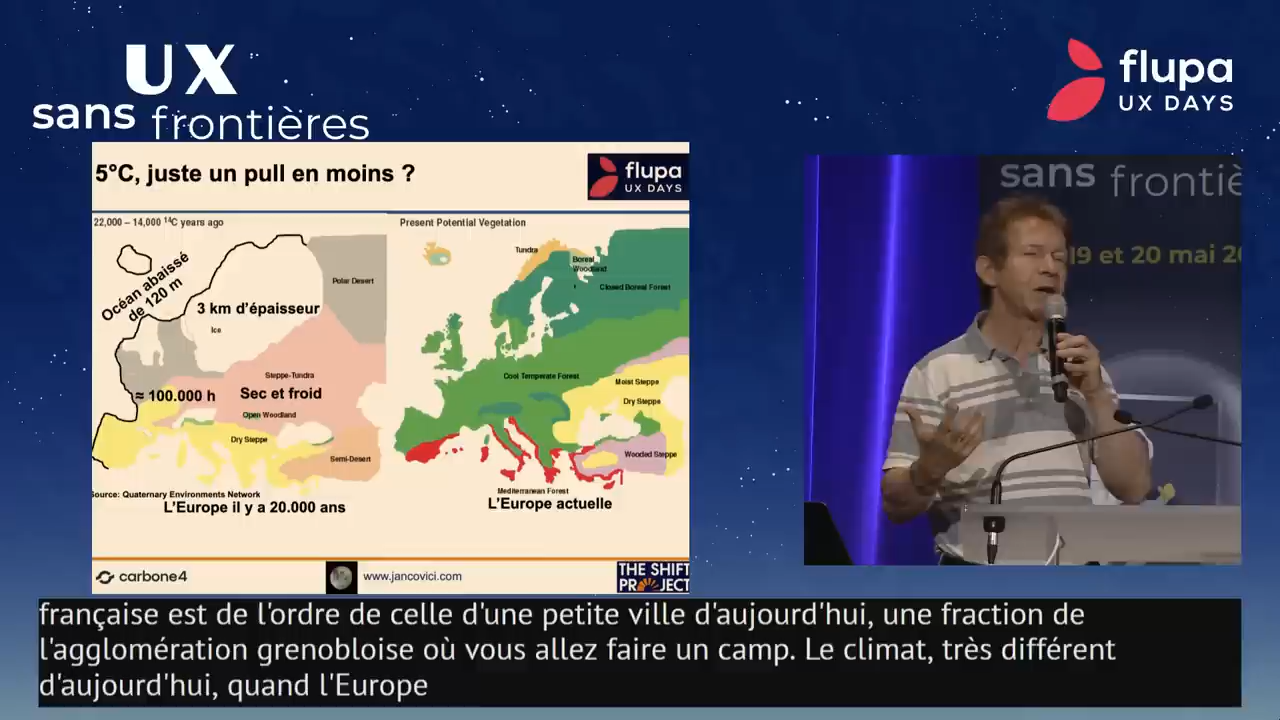 UX
sans frontières
flupa
UX DAYS
5°C, juste un pull en moins ?
flupa
UX DAYS
22,000 – 14,000 ¹⁴C years ago
Present Potential Vegetation
Océan abaissé
de 120 m
3 km d'épaisseur
Ice
Polar Desert
Steppe-Tundra
≈ 100.000 h
Sec et froid
Open Woodland
Dry Steppe
Semi-Desert
Source: Quaternary Environments Network
L'Europe il y a 20.000 ans
Tundra
Boreal
Woodland
Closed Boreal Forest
Cool Temperate Forest
Moist Steppe
Dry Steppe
Wooded Steppe
Mediterranean Forest
L'Europe actuelle
carbone4
www.jancovici.com
THE SHIFT
PROJECT
sans frontiè
19 et 20 mai 20
française est de l'ordre de celle d'une petite ville d'aujourd'hui, une fraction de
l'agglomération grenobloise où vous allez faire un camp. Le climat, très différent
d'aujourd'hui, quand l'Europe